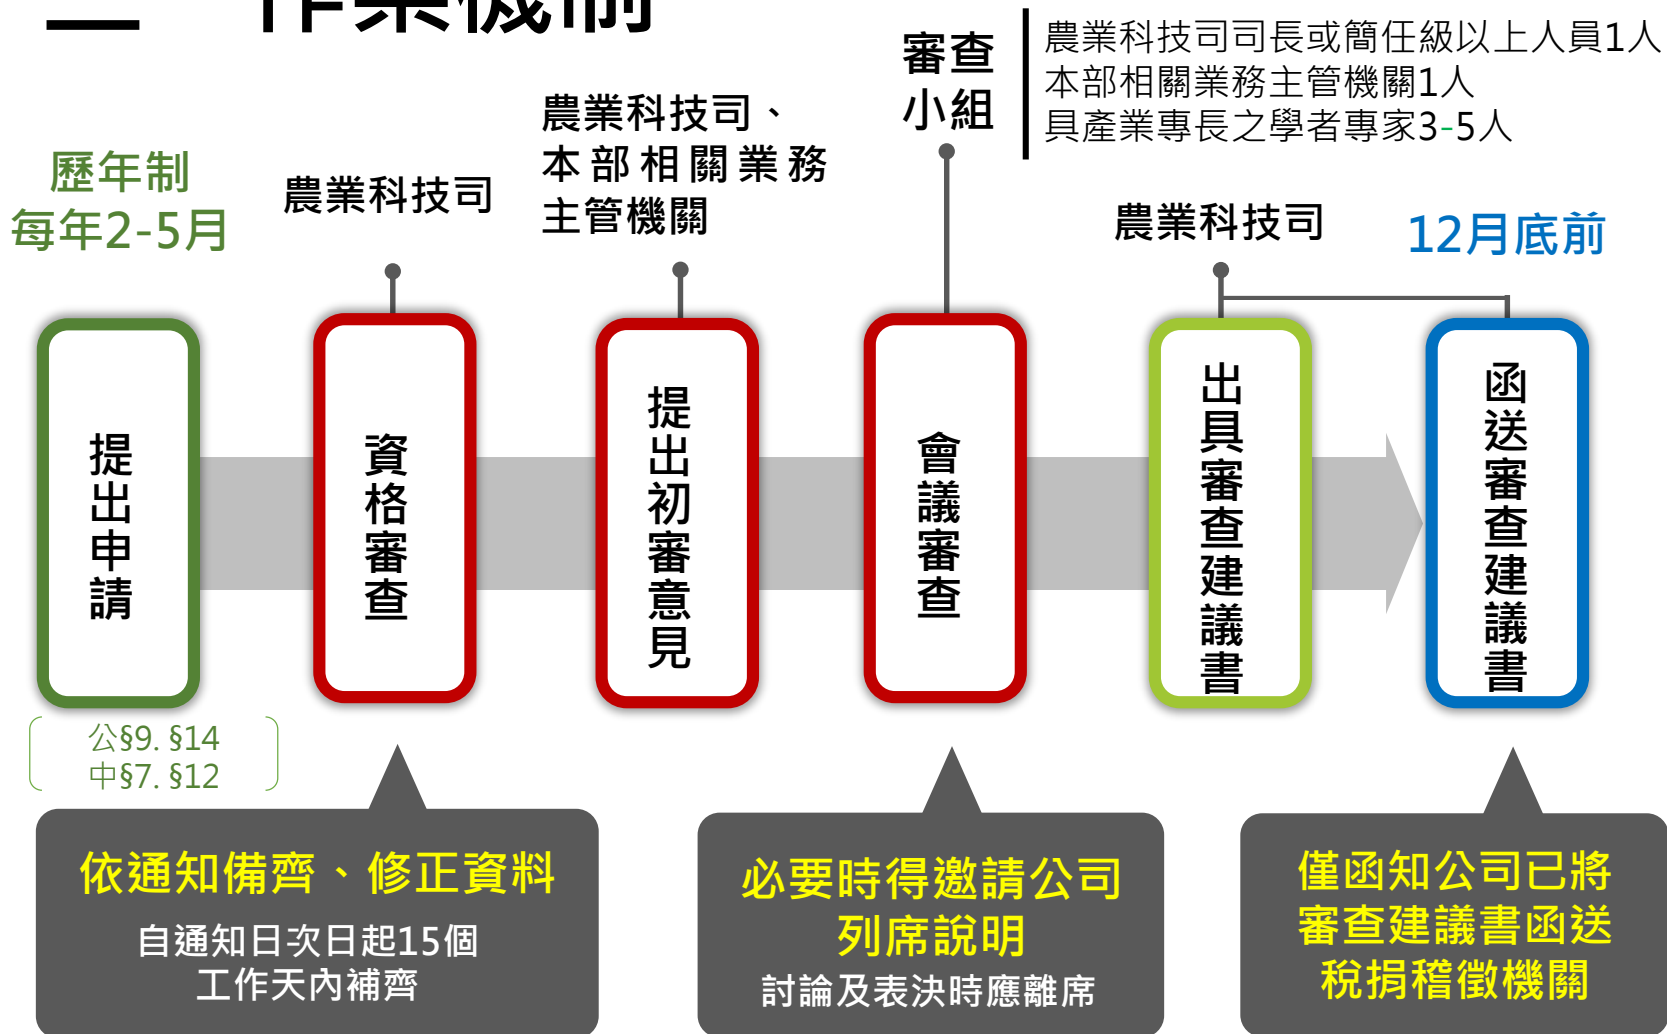 作業機制
審查
小組
農業科技司司長或簡任級以上人員1人
本部相關業務主管機關1人
具產業專長之學者專家3-5人
歷年制
每年2-5月
農業科技司
農業科技司、
本部相關業務
主管機關
農業科技司
12月底前
提出申請
資格審查
提出初審意見
會議審查
出具審查建議書
函送審查建議書
公§9. §14
中§7. §12
依通知備齊、修正資料
自通知日次日起15個
工作天內補齊
必要時得邀請公司
列席說明
討論及表決時應離席
僅函知公司已將
審查建議書函送
稅捐稽徵機關